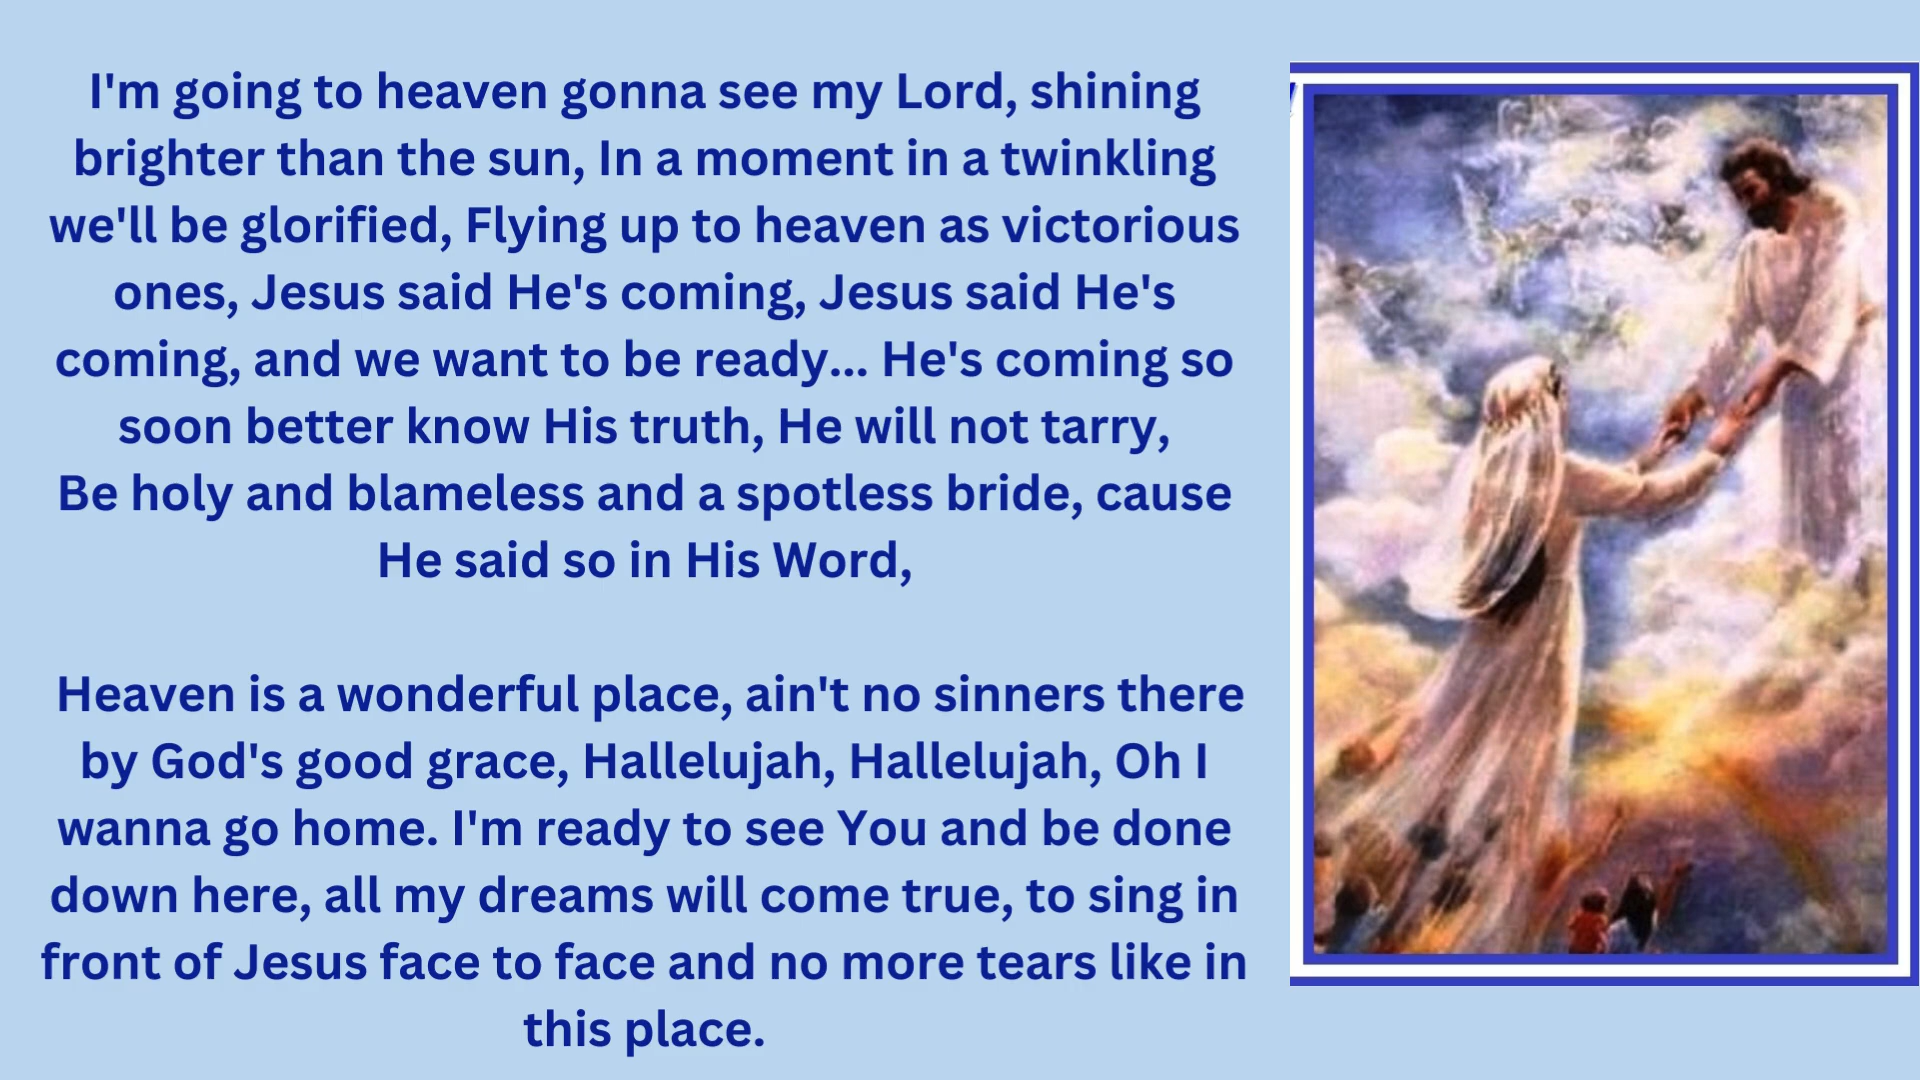 I'm going to heaven gonna see my Lord, shining
brighter than the sun, In a moment in a twinkling
we'll be glorified, Flying up to heaven as victorious
ones, Jesus said He's coming, Jesus said He's
coming, and we want to be ready... He's coming so
soon better know His truth, He will not tarry,
Be holy and blameless and a spotless bride, cause
He said so in His Word,
Heaven is a wonderful place, ain't no sinners there
by God's good grace, Hallelujah, Hallelujah, Oh I
wanna go home. I'm ready to see You and be done
down here, all my dreams will come true, to sing in
front of Jesus face to face and no more tears like in
this place.